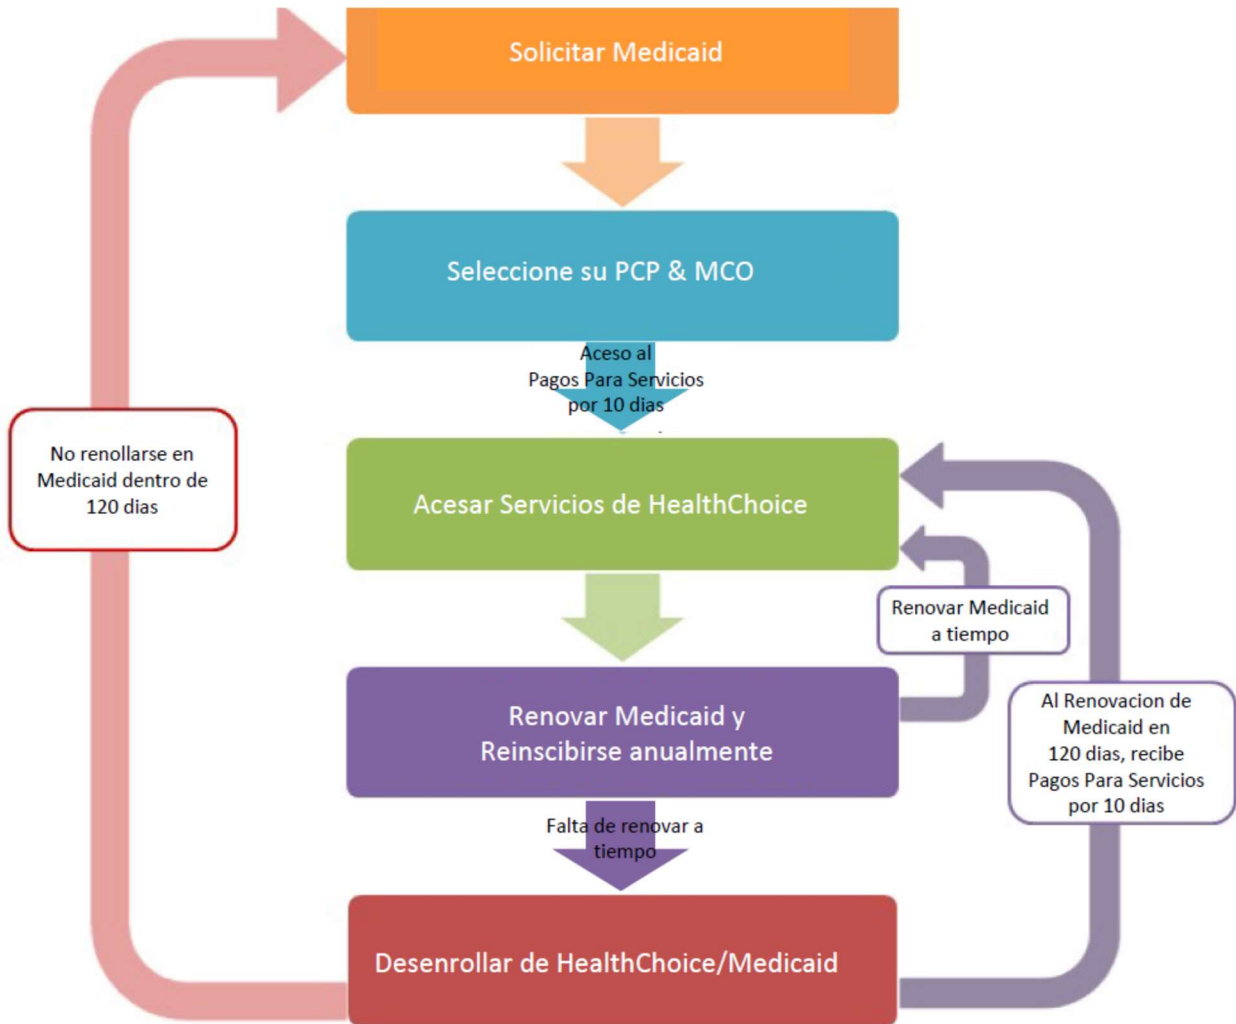 Solicitar Medicaid
Seleccione su PCP & MCO
Aceso al
Pagos Para Servicios
por 10 dias
No renollarse en
Medicaid dentro de
120 dias
Acesar Servicios de HealthChoice
Renovar Medicaid
a tiempo
Renovar Medicaid y
Reinscibirse anualmente
Al Renovacion de
Medicaid en
120 dias, recibe
Pagos Para Servicios
por 10 dias
Falta de renovar a
tiempo
Desenrollar de HealthChoice/Medicaid